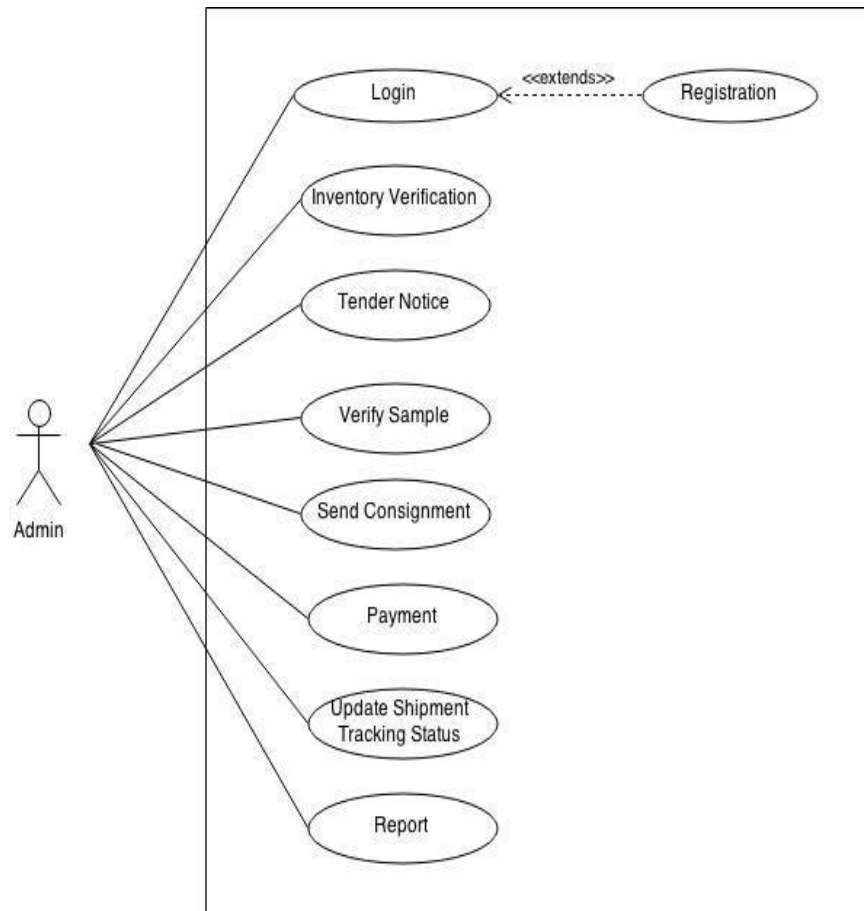 <<extends>>
Login
Registration
Inventory Verification
Tender Notice
Verify Sample
Send Consignment
Admin
Payment
Update Shipment
Tracking Status
Report